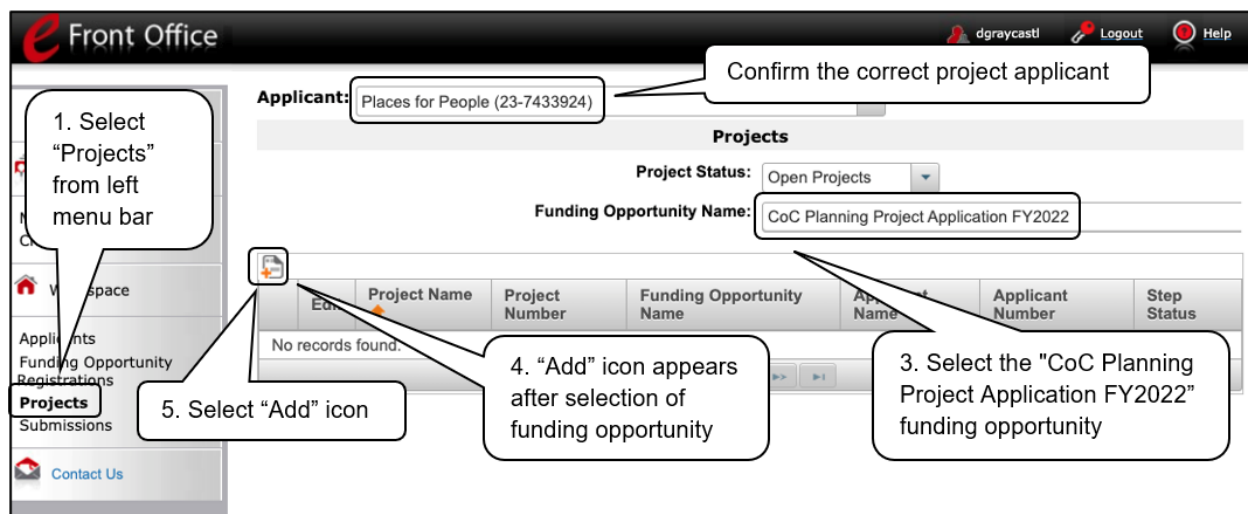 e Front Office
dgraycastl Logout Help
Confirm the correct project applicant
Applicant: Places for People (23-7433924)
1. Select
“Projects”
from left
menu bar
Projects
Project Status: Open Projects
Funding Opportunity Name: CoC Planning Project Application FY2022
Project Name
Project
Number
Funding Opportunity
Name
Name
Applicant
Number
Step
Status
No records found.
Applicants
Funding Opportunity
Registrations
Projects
Submissions
Contact Us
5. Select “Add” icon
4. “Add” icon appears
after selection of
funding opportunity
3. Select the "CoC Planning
Project Application FY2022”
funding opportunity